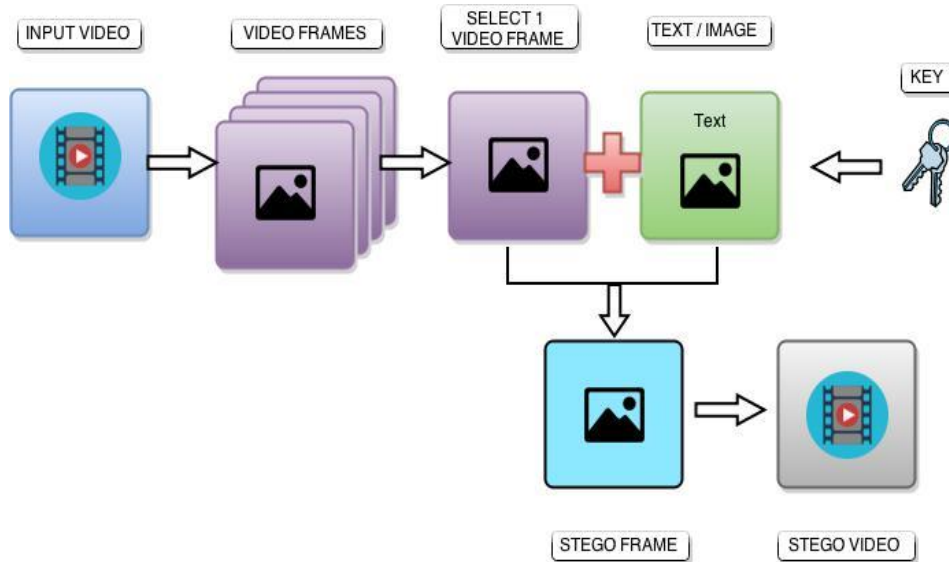 INPUT VIDEO
VIDEO FRAMES
SELECT 1
VIDEO FRAME
TEXT / IMAGE
KEY
Text
STEGO FRAME
STEGO VIDEO